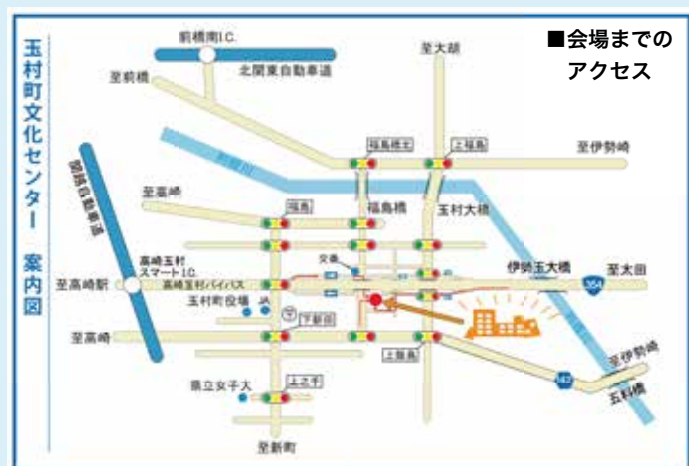 玉村町文化センター 案内図
■会場までの
アクセス
前橋南I.C.
北関東自動車道
至大胡
至前橋
関越自動車道
福島橋北
上福島
至伊勢崎
至高崎
福島
福島橋
玉村大橋
高崎玉村
スマートI.C.
交番
伊勢玉大橋
至高崎駅
高崎玉村バイパス
354
至太田
玉村町役場
JA
〒
下新田
至高崎
上飯島
至伊勢崎
142
五料橋
県立女子大
上之手
至新町